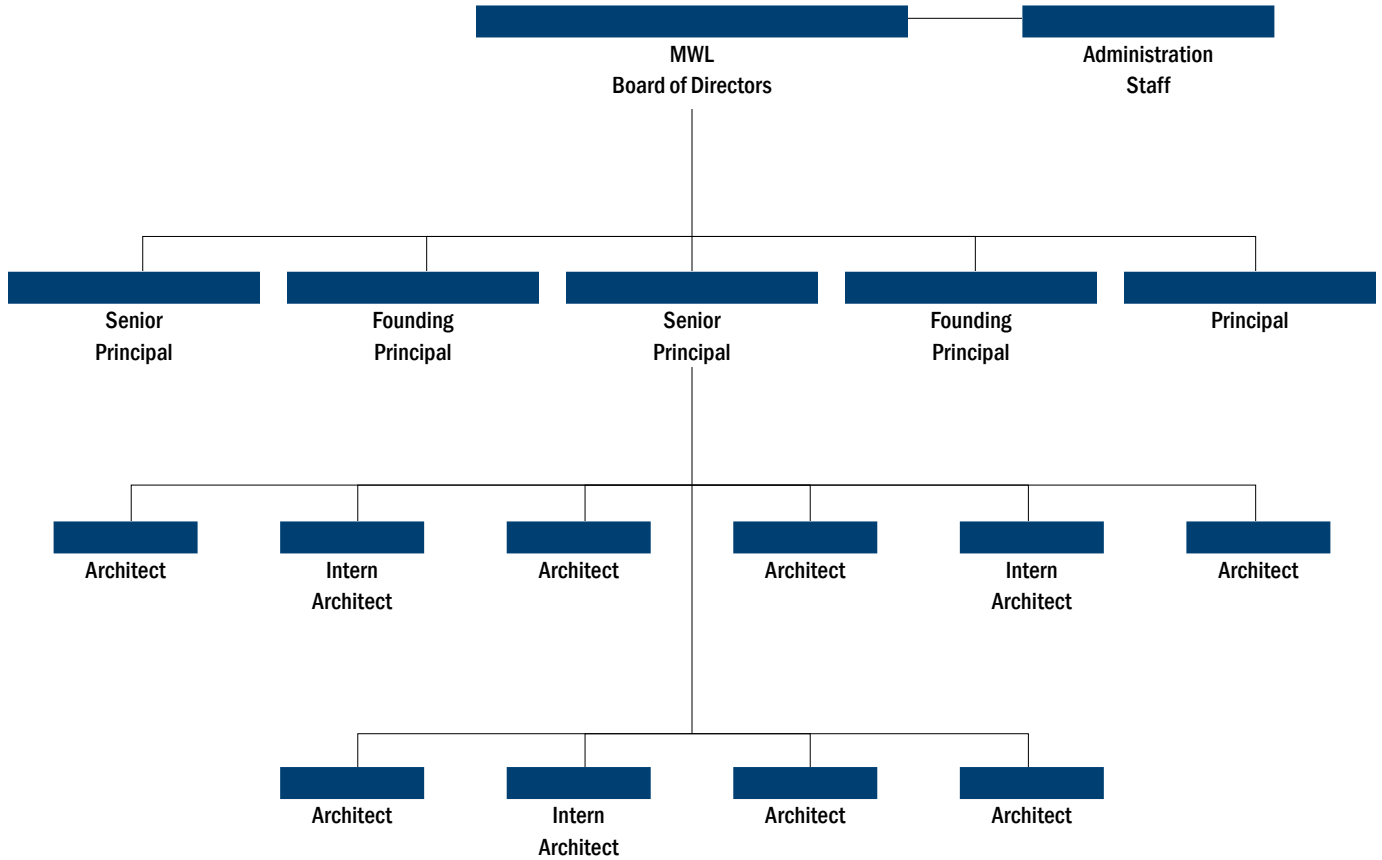 MWL
Board of Directors
Administration
Staff
Senior
Principal
Founding
Principal
Senior
Principal
Founding
Principal
Principal
Architect
Intern
Architect
Architect
Architect
Intern
Architect
Architect
Architect
Intern
Architect
Architect
Architect